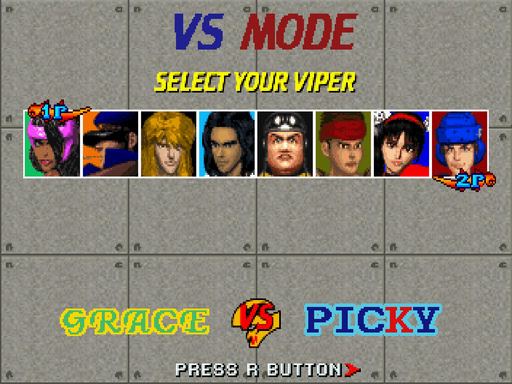 VS MODE
SELECT YOUR VIPER
1P
2P
GRACE VS PICKY
PRESS R BUTTON